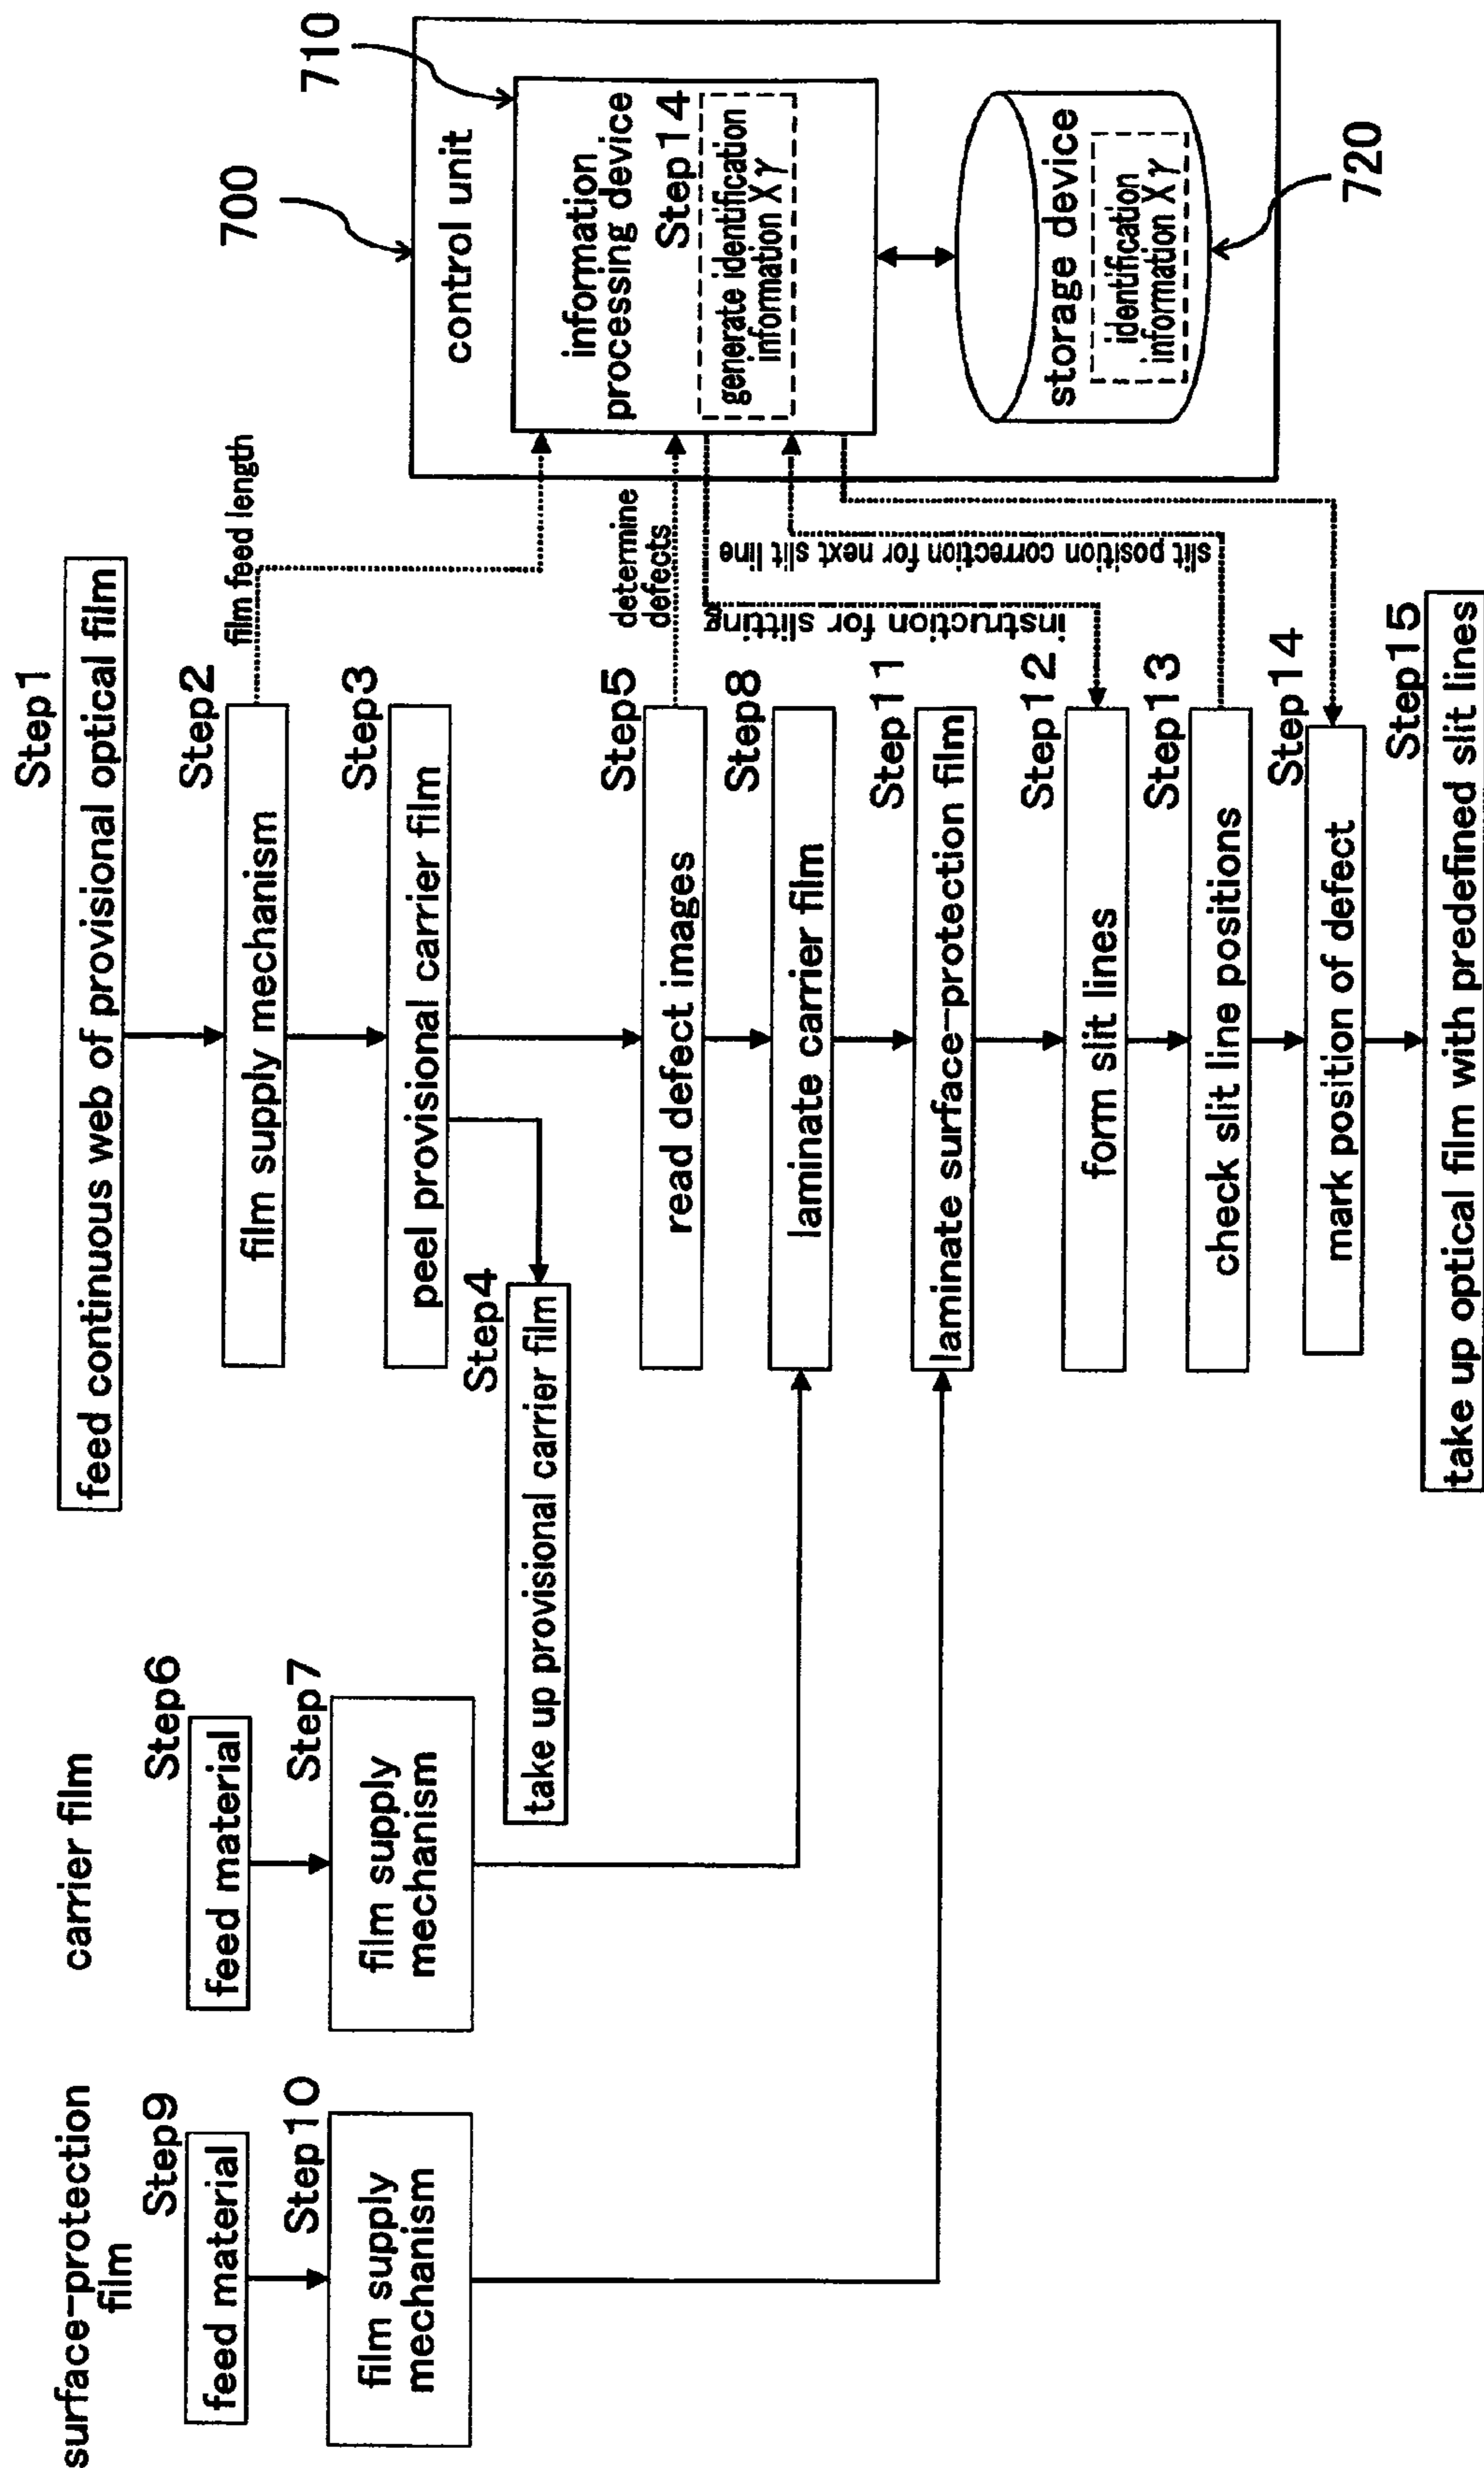 surface-protection
film
Step9
feed material
Step10
film supply
mechanism
carrier film
Step6
feed material
Step7
film supply
mechanism
Step1
feed continuous web of provisional optical film
Step2
film supply mechanism
film feed length
Step3
peel provisional carrier film
Step4
take up provisional carrier film
Step5
read defect images
determine
defects
Step8
laminate carrier film
Step11
laminate surface-protection film
instruction for slitting
Step12
form slit lines
slit position correction for next slit line
Step13
check slit line positions
Step14
mark position of defect
Step15
take up optical film with predefined slit lines
700
control unit
710
information
processing device
Step14
generate identification
information Xγ
storage device
identification
information Xγ
720